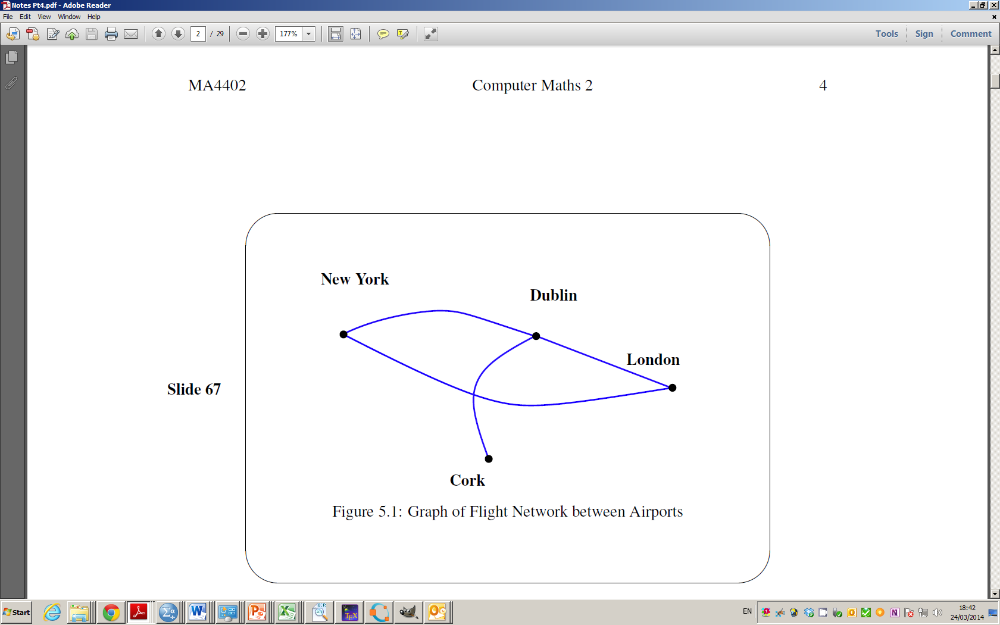 Notes Pt4.pdf - Adobe Reader
File Edit View Window Help
2 / 29 177% Tools Sign Comment
MA4402 Computer Maths 2 4
New York
Dublin
London
Slide 67
Cork
Figure 5.1: Graph of Flight Network between Airports
Start EN 18:42
24/03/2014